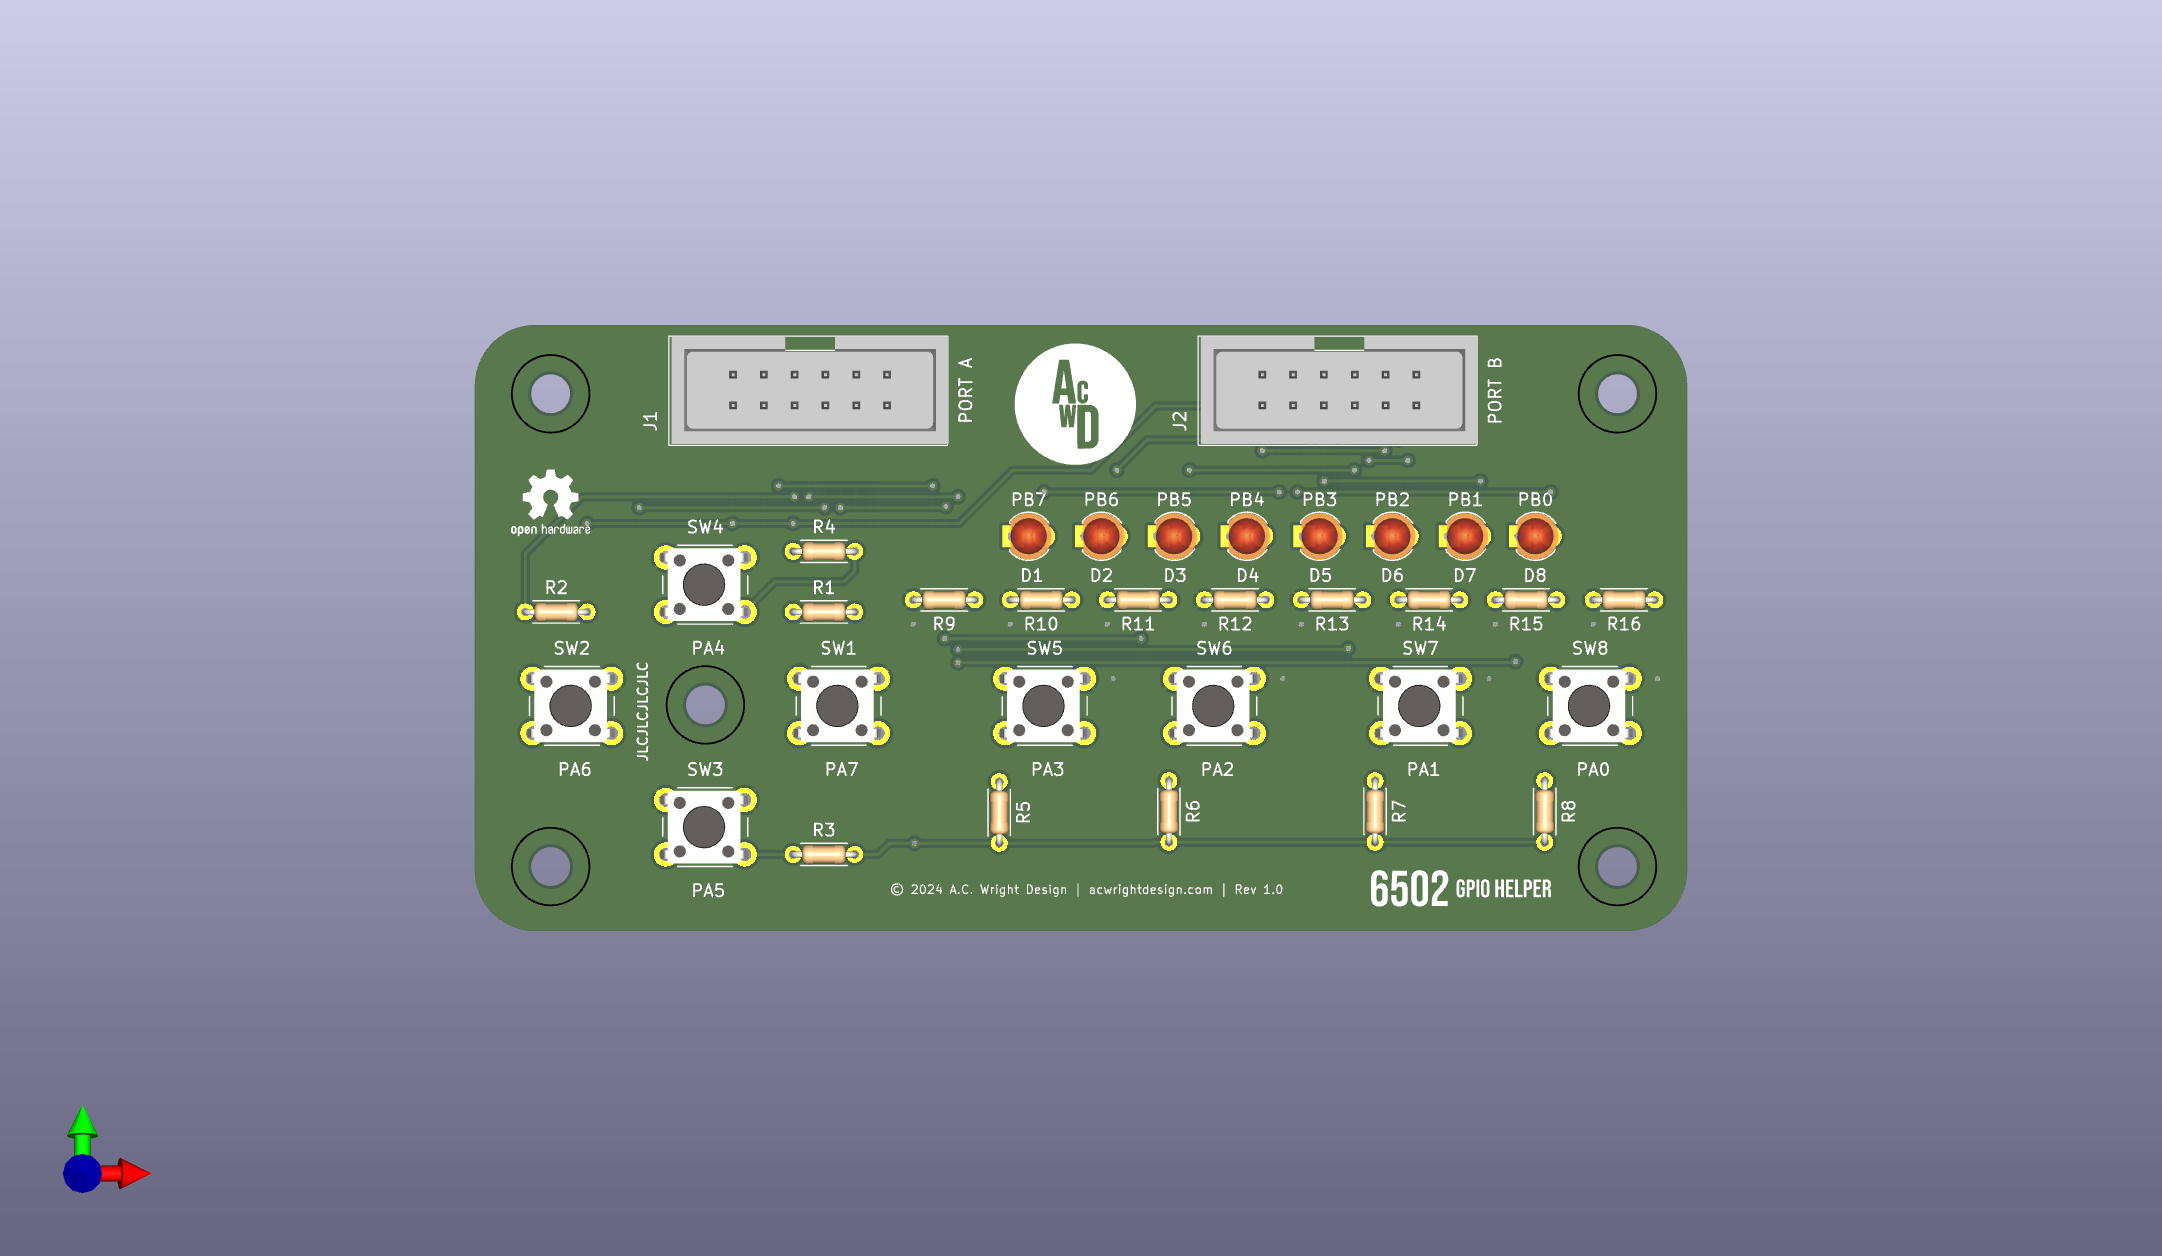 J1
PORT A
AcwD
J2
PORT B
open hardware
PB7 PB6 PB5 PB4 PB3 PB2 PB1 PB0
SW4 R4
D1 D2 D3 D4 D5 D6 D7 D8
R2 R1
R9 R10 R11 R12 R13 R14 R15 R16
SW2 PA4 SW1 SW5 SW6 SW7 SW8
JLCJLCJLCJLC
PA6 SW3 PA7 PA3 PA2 PA1 PA0
R5 R6 R7 R8
R3
PA5
© 2024 A.C. Wright Design | acwrightdesign.com | Rev 1.0
6502 GPIO HELPER